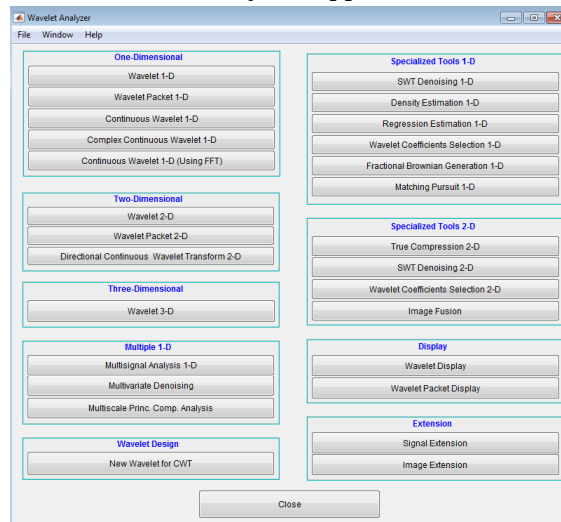 Wavelet Analyzer
File Window Help
One-Dimensional
Wavelet 1-D
Wavelet Packet 1-D
Continuous Wavelet 1-D
Complex Continuous Wavelet 1-D
Continuous Wavelet 1-D (Using FFT)
Two-Dimensional
Wavelet 2-D
Wavelet Packet 2-D
Directional Continuous Wavelet Transform 2-D
Three-Dimensional
Wavelet 3-D
Multiple 1-D
Multisignal Analysis 1-D
Multivariate Denoising
Multiscale Princ. Comp. Analysis
Wavelet Design
New Wavelet for CWT
Specialized Tools 1-D
SWT Denoising 1-D
Density Estimation 1-D
Regression Estimation 1-D
Wavelet Coefficients Selection 1-D
Fractional Brownian Generation 1-D
Matching Pursuit 1-D
Specialized Tools 2-D
True Compression 2-D
SWT Denoising 2-D
Wavelet Coefficients Selection 2-D
Image Fusion
Display
Wavelet Display
Wavelet Packet Display
Extension
Signal Extension
Image Extension
Close